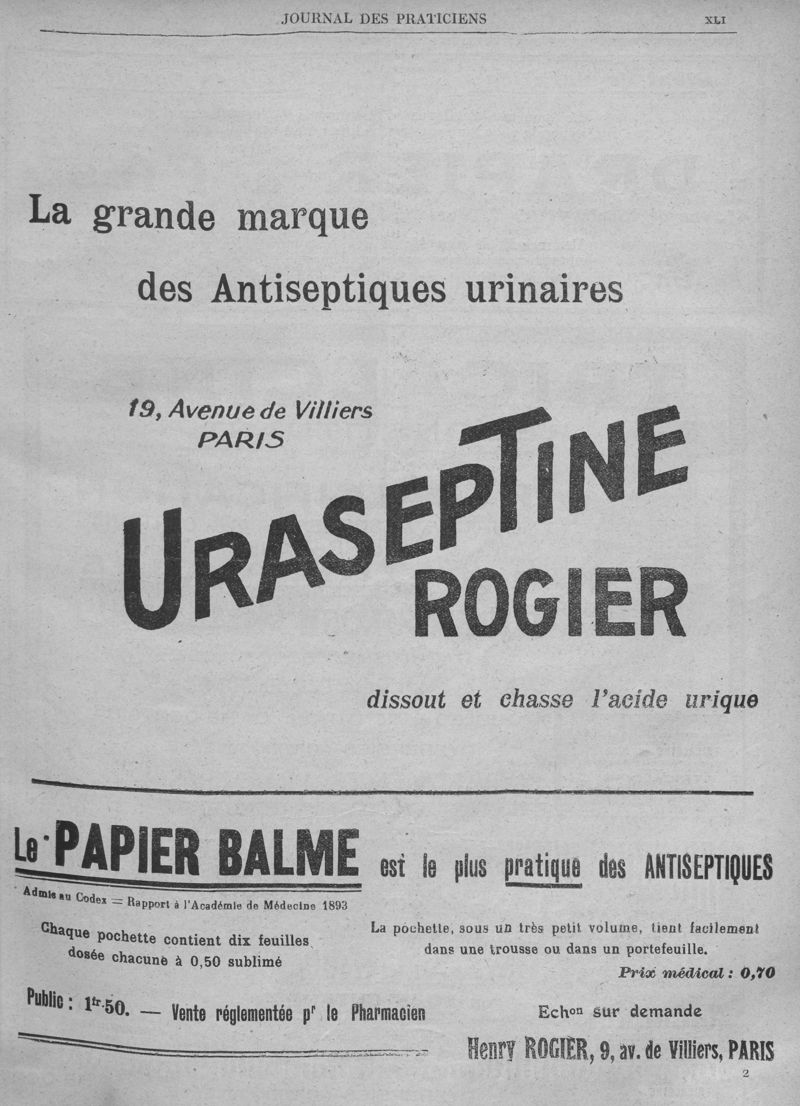 JOURNAL DES PRATICIENS XLI
La grande marque
des Antiseptiques urinaires
19, Avenue de Villiers
PARIS
URASEPTINE
ROGIER
dissout et chasse l'acide urique
Le PAPIER BALME est le plus pratique des ANTISEPTIQUES
Admis au Codex = Rapport à l'Académie de Médecine 1893
Chaque pochette contient dix feuilles
dosée chacune à 0,50 sublimé
La pochette, sous un très petit volume, tient facilement
dans une trousse ou dans un portefeuille.
Prix médical : 0,70
Public : 1fr.50. — Vente réglementée pr le Pharmacien
Echon sur demande
Henry ROGIER, 9, av. de Villiers, PARIS
2